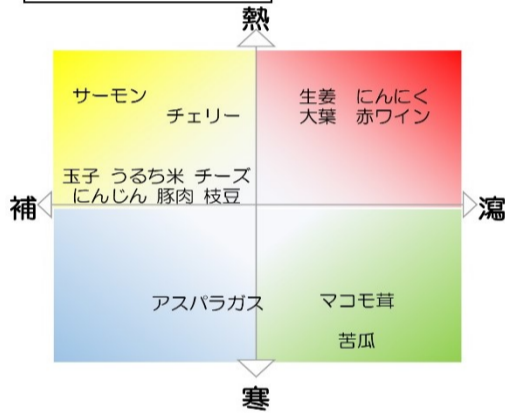 熱
サーモン
チェリー
生姜 にんにく
大葉 赤ワイン
玉子 うるち米 チーズ
にんじん 豚肉 枝豆
補
瀉
アスパラガス
マコモ茸
苦瓜
寒